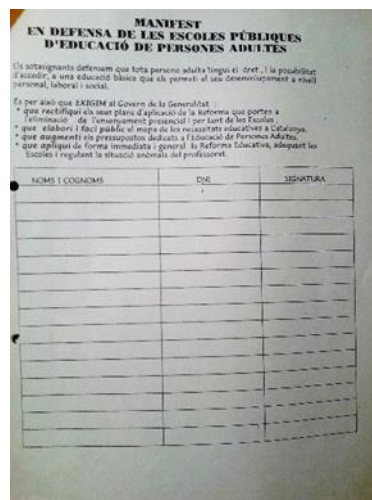 MANIFEST
EN DEFENSA DE LES ESCOLES PÚBLIQUES
D'EDUCACIÓ DE PERSONES ADULTES
Els sotasignants defensem que tota persona adulta tingui el dret, i la possibilitat
d'accedir, a una educació bàsica que els permeti el seu desenvolupament a nivell
personal, laboral i social.
És per això que EXIGIM al Govern de la Generalitat :
* que rectifiqui els seus plans d'aplicació de la Reforma que portes a
l'eliminació de l'ensenyament presencial i per tant de les Escoles.
* que elabori i faci públic el mapa de les necessitats educatives a Catalunya.
* que augmenti els pressupostos dedicats a l'Educació de Persones Adultes.
* que apliqui de forma immediata i general la Reforma Educativa, adequant les
Escoles i regulant la situació anòmala del professorat.
NOMS I COGNOMS DNI SIGNATURA